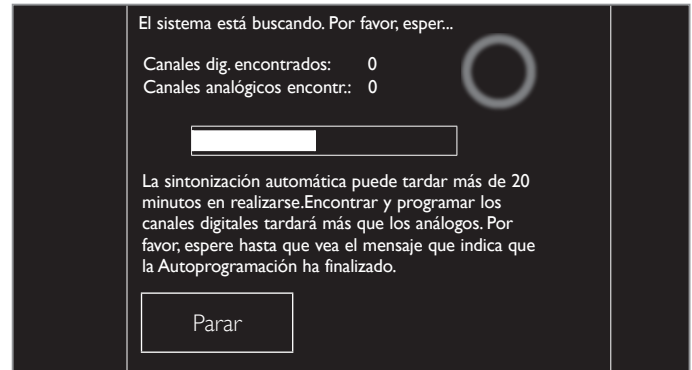 El sistema está buscando. Por favor, esper...
Canales dig. encontrados: 0
Canales analógicos encontr.: 0
La sintonización automática puede tardar más de 20
minutos en realizarse.Encontrar y programar los
canales digitales tardará más que los análogos. Por
favor, espere hasta que vea el mensaje que indica que
la Autoprogramación ha finalizado.
Parar